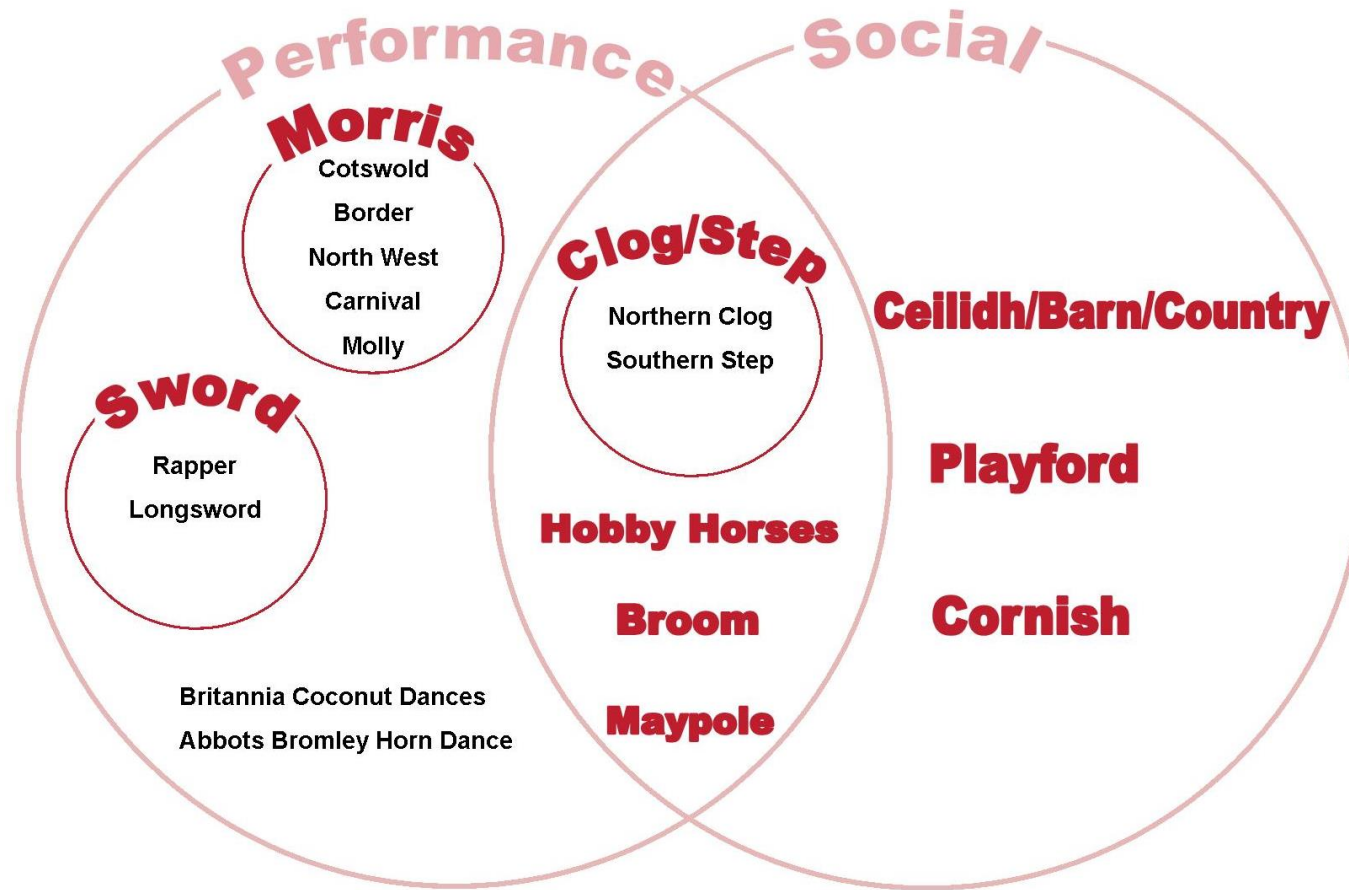 Performance
Social
Morris
Cotswold
Border
North West
Carnival
Molly
Sword
Rapper
Longsword
Britannia Coconut Dances
Abbots Bromley Horn Dance
Clog/Step
Northern Clog
Southern Step
Hobby Horses
Broom
Maypole
Ceilidh/Barn/Country
Playford
Cornish